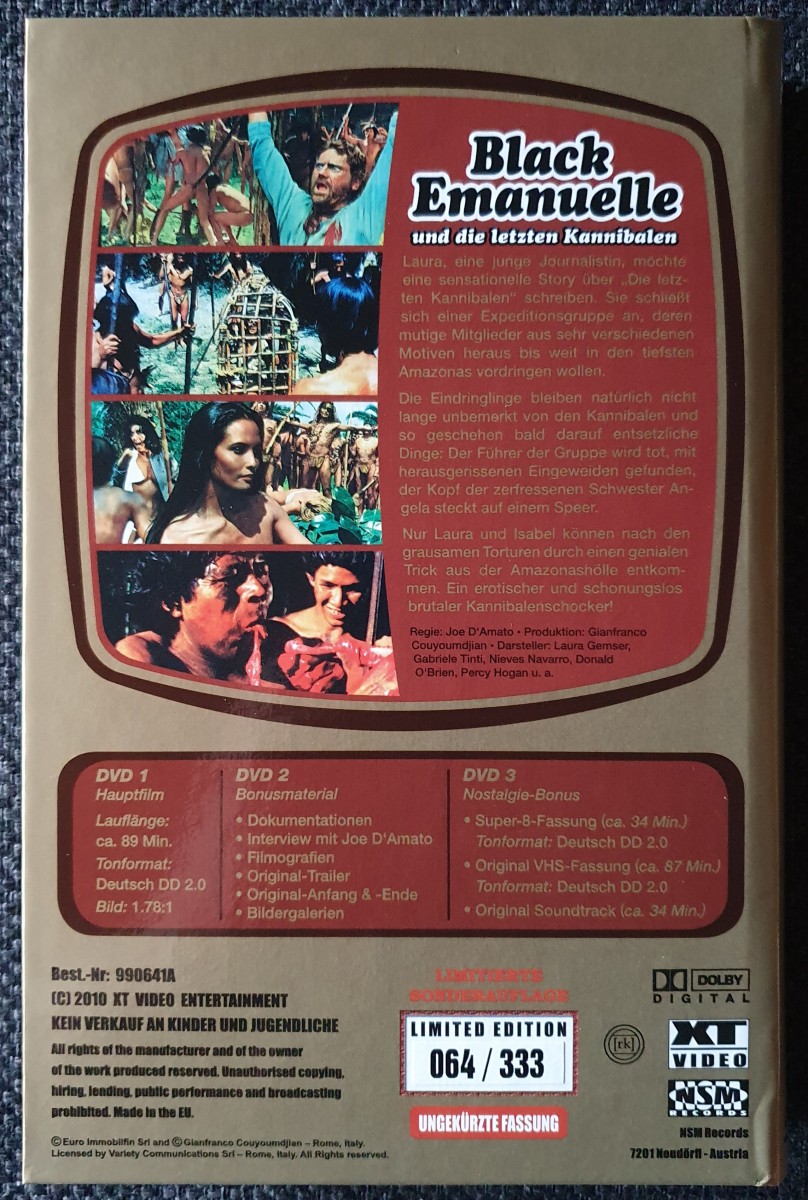 Black
Emanuelle
und die letzten Kannibalen
Laura, eine junge Journalistin, möchte
eine sensationelle Story über „Die letz-
ten Kannibalen“ schreiben. Sie schließt
sich einer Expeditionsgruppe an, deren
mutige Mitglieder aus sehr verschiedenen
Motiven heraus bis weit in den tiefsten
Amazonas vordringen wollen.
Die Eindringlinge bleiben natürlich nicht
lange unbemerkt von den Kannibalen und
so geschehen bald darauf entsetzliche
Dinge: Der Führer der Gruppe wird tot, mit
herausgerissenen Eingeweiden gefunden,
der Kopf der zerfressenen Schwester An-
gela steckt auf einem Speer.
Nur Laura und Isabel können nach den
grausamen Torturen durch einen genialen
Trick aus der Amazonashölle entkom-
men. Ein erotischer und schonungslos
brutaler Kannibalenschocker!
Regie: Joe D'Amato • Produktion: Gianfranco
Couyoumdjian • Darsteller: Laura Gemser,
Gabriele Tinti, Nieves Navarro, Donald
O'Brien, Percy Hogan u. a.
DVD 1
Hauptfilm
Lauflänge:
ca. 89 Min.
Tonformat:
Deutsch DD 2.0
Bild: 1.78:1
DVD 2
Bonusmaterial
• Dokumentationen
• Interview mit Joe D'Amato
• Filmografien
• Original-Trailer
• Original-Anfang & -Ende
• Bildergalerien
DVD 3
Nostalgie-Bonus
• Super-8-Fassung (ca. 34 Min.)
Tonformat: Deutsch DD 2.0
• Original VHS-Fassung (ca. 87 Min.)
Tonformat: Deutsch DD 2.0
• Original Soundtrack (ca. 34 Min.)
Best.-Nr: 990641A
(C) 2010 XT VIDEO ENTERTAINMENT
KEIN VERKAUF AN KINDER UND JUGENDLICHE
All rights of the manufacturer and of the owner
of the work produced reserved. Unauthorised copying,
hiring, lending, public performance and broadcasting
prohibited. Made in the EU.
©Euro Immobilfin Srl and ©Gianfranco Couyoumdjian – Rome, Italy.
Licensed by Variety Communications Srl – Rome, Italy. All Rights reserved.
LIMITIERTE
SONDERAUFLAGE
LIMITED EDITION
064 / 333
UNGEKÜRZTE FASSUNG
[rk]
DOLBY
DIGITAL
XT
VIDEO
NSM
RECORDS
NSM Records
7201 Neudörfl - Austria